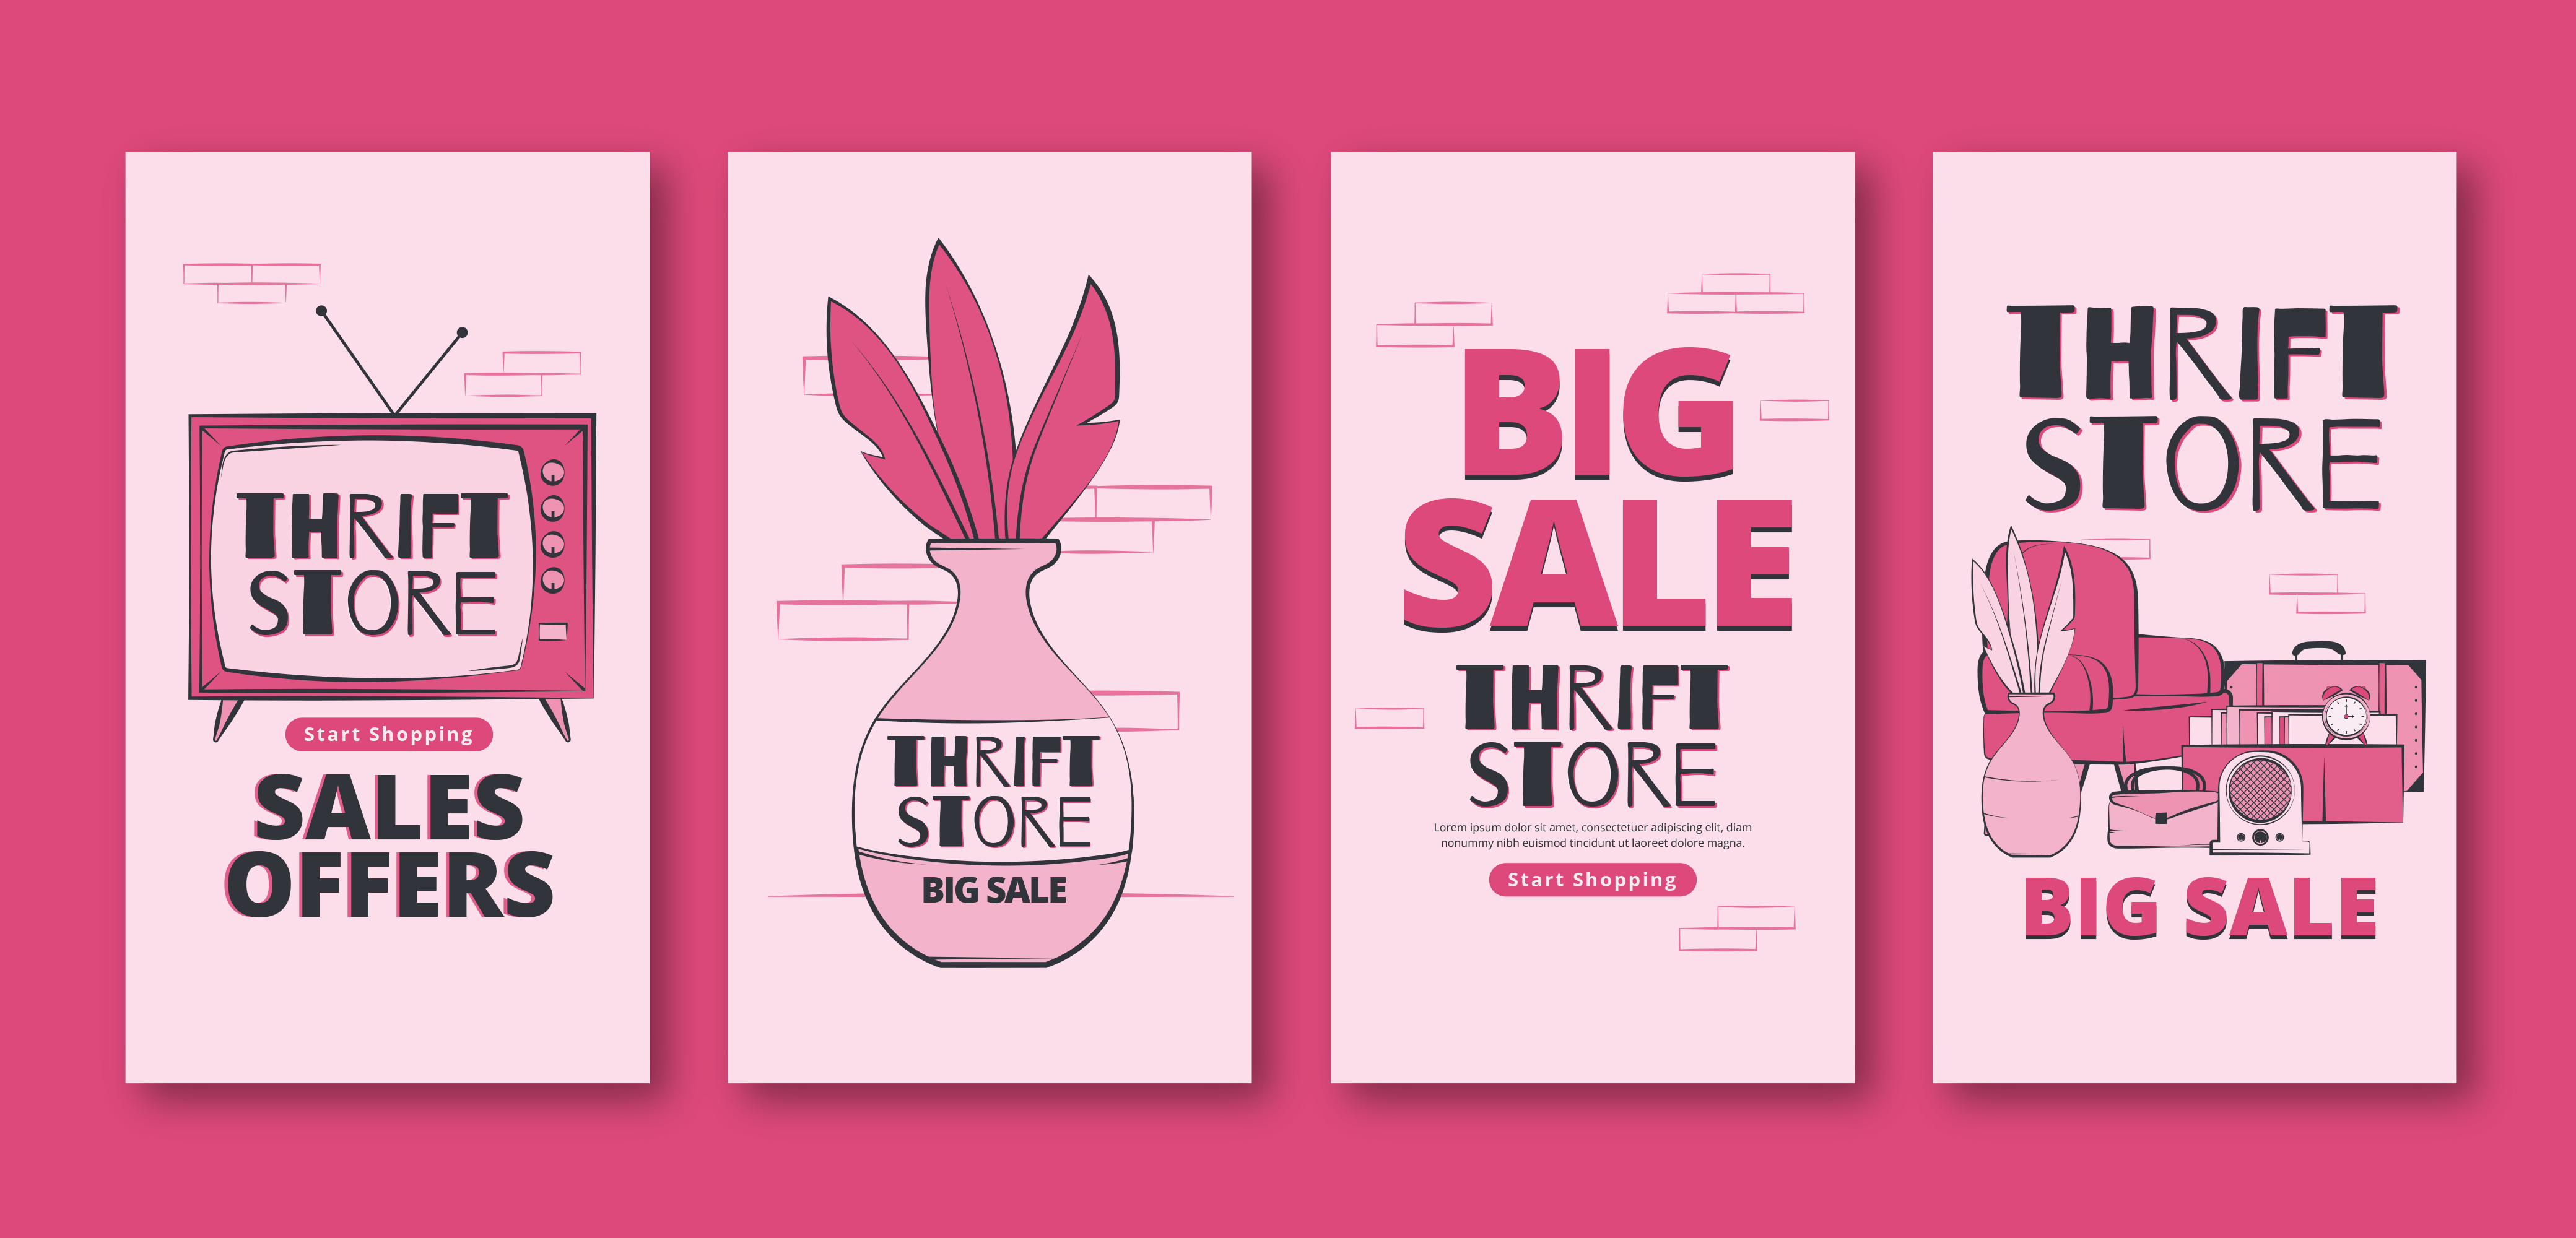 THRIFT
STORE
Start Shopping
SALES
OFFERS
THRIFT
STORE
BIG SALE
BIG
SALE
THRIFT
STORE
Lorem ipsum dolor sit amet, consectetuer adipiscing elit, diam
nonummy nibh euismod tincidunt ut laoreet dolore magna.
Start Shopping
THRIFT
STORE
BIG SALE